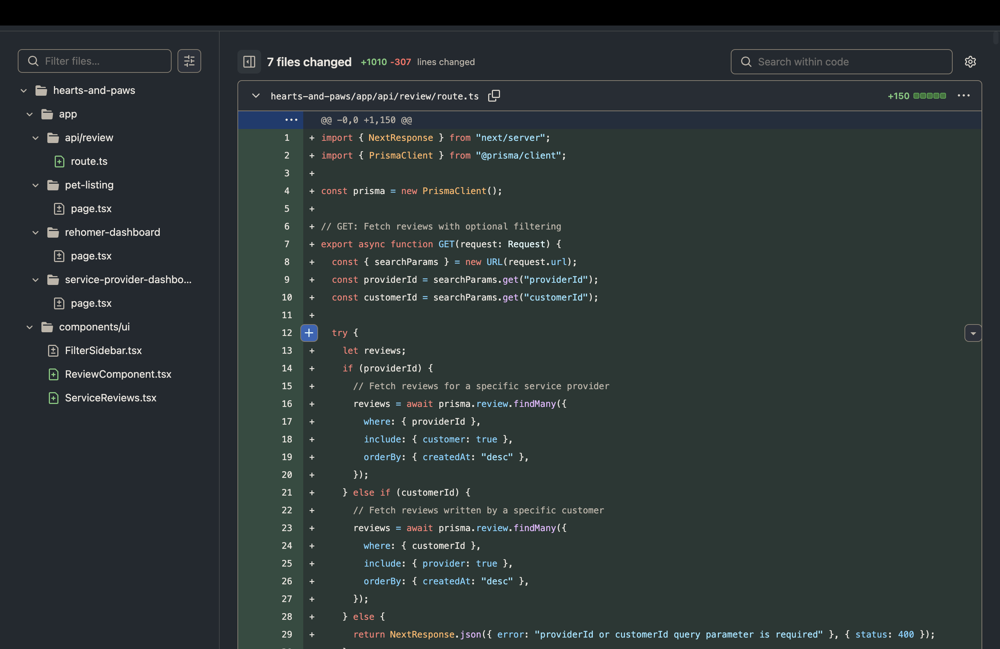 Filter files...
hearts-and-paws
app
api/review
route.ts
pet-listing
page.tsx
rehomer-dashboard
page.tsx
service-provider-dashbo...
page.tsx
components/ui
FilterSidebar.tsx
ReviewComponent.tsx
ServiceReviews.tsx
7 files changed +1010 -307 lines changed
Search within code
hearts-and-paws/app/api/review/route.ts +150
@@ -0,0 +1,150 @@
1 + import { NextResponse } from "next/server";
2 + import { PrismaClient } from "@prisma/client";
3 +
4 + const prisma = new PrismaClient();
5 +
6 + // GET: Fetch reviews with optional filtering
7 + export async function GET(request: Request) {
8 +   const { searchParams } = new URL(request.url);
9 +   const providerId = searchParams.get("providerId");
10 +   const customerId = searchParams.get("customerId");
11 +
12 +   try {
13 +     let reviews;
14 +     if (providerId) {
15 +       // Fetch reviews for a specific service provider
16 +       reviews = await prisma.review.findMany({
17 +         where: { providerId },
18 +         include: { customer: true },
19 +         orderBy: { createdAt: "desc" },
20 +       });
21 +     } else if (customerId) {
22 +       // Fetch reviews written by a specific customer
23 +       reviews = await prisma.review.findMany({
24 +         where: { customerId },
25 +         include: { provider: true },
26 +         orderBy: { createdAt: "desc" },
27 +       });
28 +     } else {
29 +       return NextResponse.json({ error: "providerId or customerId query parameter is required" }, { status: 400 });